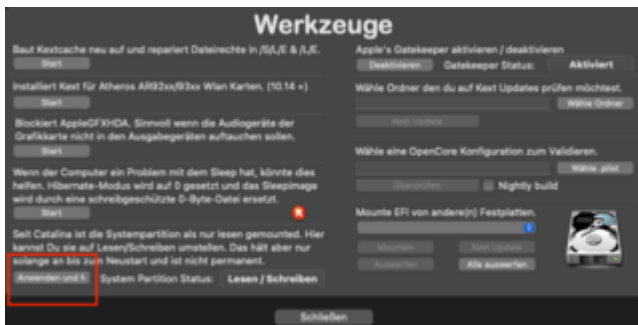 Werkzeuge
Baut Kextcache neu auf und repariert Dateirechte in /S/L/E & /L/E.
Start
Installiert Kext für Atheros AR92xx/93xx Wlan Karten. (10.14 +)
Start
Blockiert AppleGFXHDA. Sinnvoll wenn die Audiogeräte der
Grafikkarte nicht in den Ausgabegeräten auftauchen sollen.
Start
Wenn der Computer ein Problem mit dem Sleep hat, könnte dies
helfen. Hibernate-Modus wird auf 0 gesetzt und das Sleepimage
wird durch eine schreibgeschützte 0-Byte-Datei ersetzt.
Start
Seit Catalina ist die Systempartition als nur lesen gemounted. Hier
kannst Du sie auf Lesen/Schreiben umstellen. Das hält aber nur
solange an bis zum Neustart und ist nicht permanent.
Anwenden und N System Partition Status: Lesen / Schreiben
Apple's Gatekeeper aktivieren / deaktivieren
Deaktivieren Gatekeeper Status: Aktiviert
Wähle Ordner den du auf Kext Updates prüfen möchtest.
Wähle Ordner
Kext Update
Wähle eine OpenCore Konfiguration zum Validieren.
Wähle .plist
Überprüfen Nightly build
Mounte EFI von andere(n) Festplatten.
Mounten Kext Update
Auswerfen Alle auswerfen
Schließen